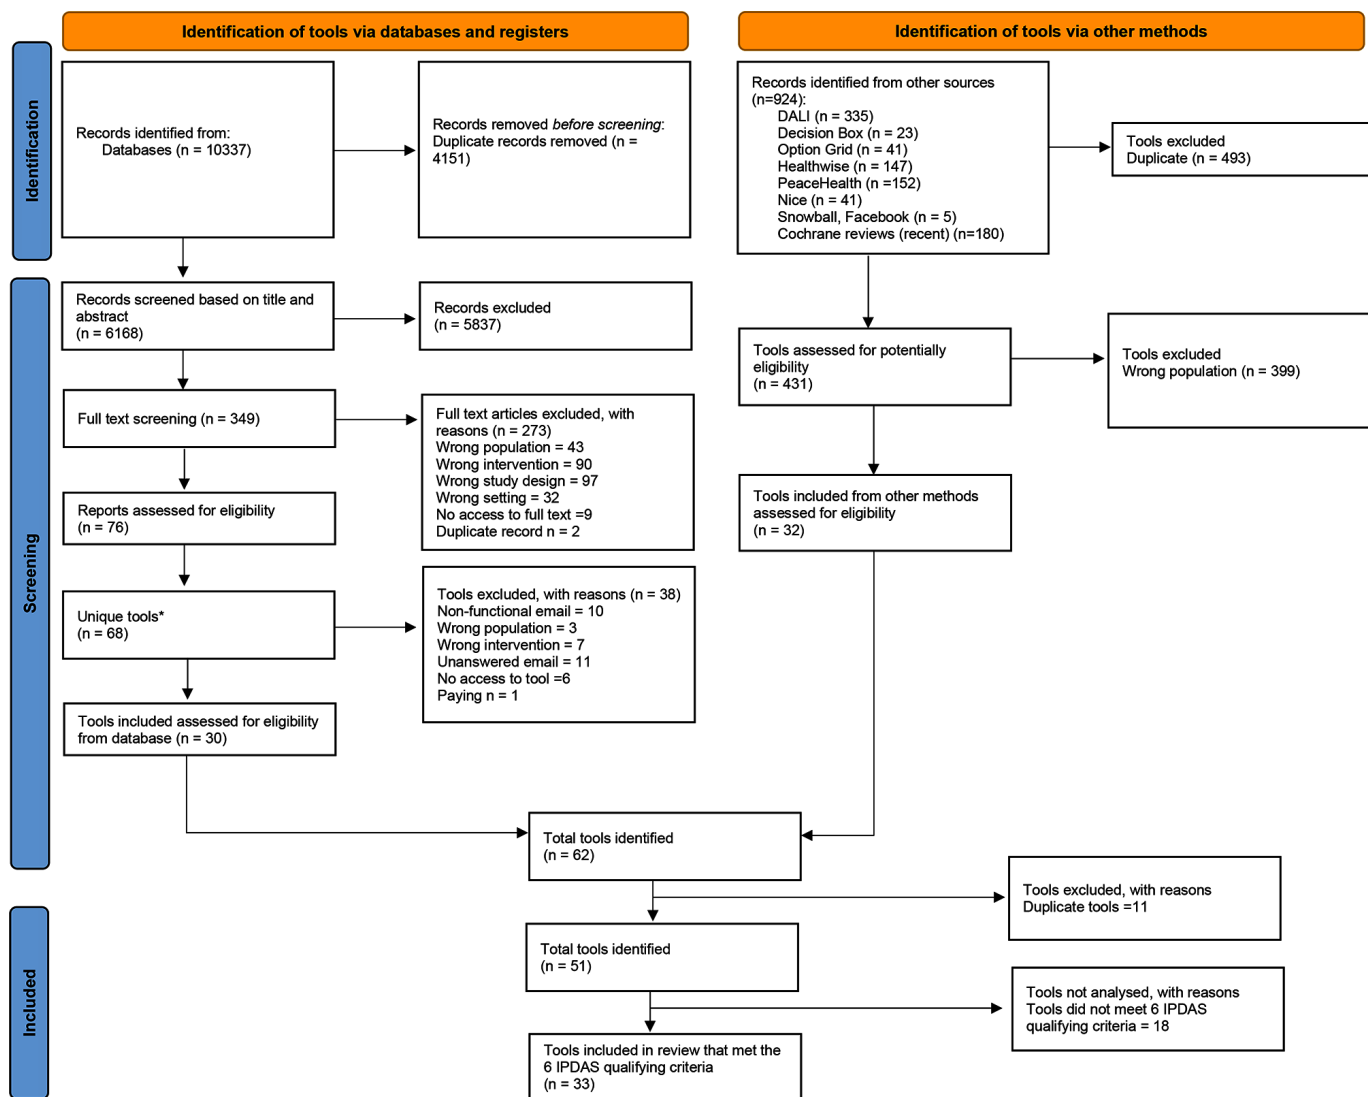 Identification of tools via databases and registers
Identification of tools via other methods
Identification
Records identified from:
Databases (n = 10337)
Records removed before screening:
Duplicate records removed (n =
4151)
Records identified from other sources
(n=924):
DALI (n = 335)
Decision Box (n = 23)
Option Grid (n = 41)
Healthwise (n = 147)
PeaceHealth (n =152)
Nice (n = 41)
Snowball, Facebook (n = 5)
Cochrane reviews (recent) (n=180)
Tools excluded
Duplicate (n = 493)
Screening
Records screened based on title and
abstract
(n = 6168)
Records excluded
(n = 5837)
Tools assessed for potentially
eligibility
(n = 431)
Tools excluded
Wrong population (n = 399)
Full text screening (n = 349)
Full text articles excluded, with
reasons (n = 273)
Wrong population = 43
Wrong intervention = 90
Wrong study design = 97
Wrong setting = 32
No access to full text =9
Duplicate record n = 2
Reports assessed for eligibility
(n = 76)
Tools included from other methods
assessed for eligibility
(n = 32)
Unique tools*
(n = 68)
Tools excluded, with reasons (n = 38)
Non-functional email = 10
Wrong population = 3
Wrong intervention = 7
Unanswered email = 11
No access to tool =6
Paying n = 1
Tools included assessed for eligibility
from database (n = 30)
Total tools identified
(n = 62)
Tools excluded, with reasons
Duplicate tools =11
Included
Total tools identified
(n = 51)
Tools not analysed, with reasons
Tools did not meet 6 IPDAS
qualifying criteria = 18
Tools included in review that met the
6 IPDAS qualifying criteria
(n = 33)